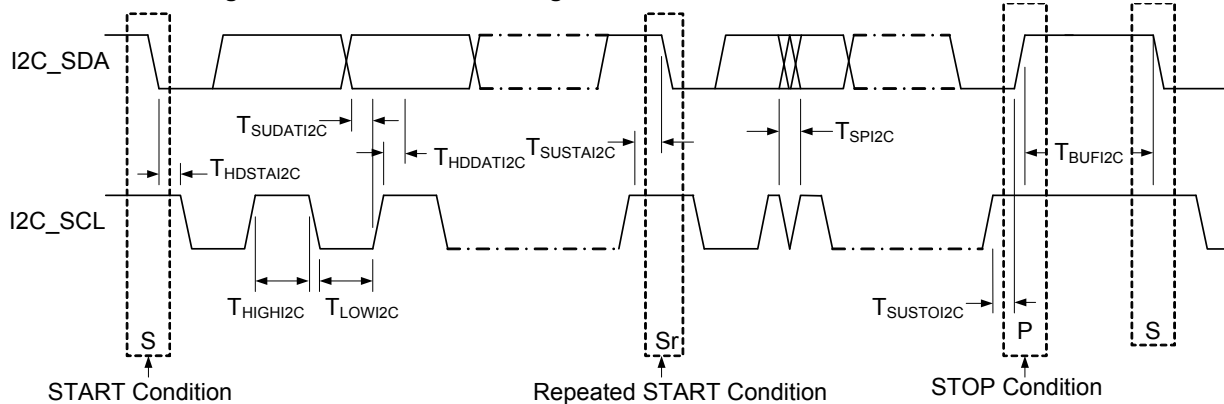 I2C_SDA
T_SUDATI2C
T_HDDATI2C
T_SUSTAI2C
T_SPI2C
T_BUFI2C
T_HDSTAI2C
I2C_SCL
T_HIGHI2C
T_LOWI2C
T_SUSTOI2C
S
Sr
P
S
START Condition
Repeated START Condition
STOP Condition